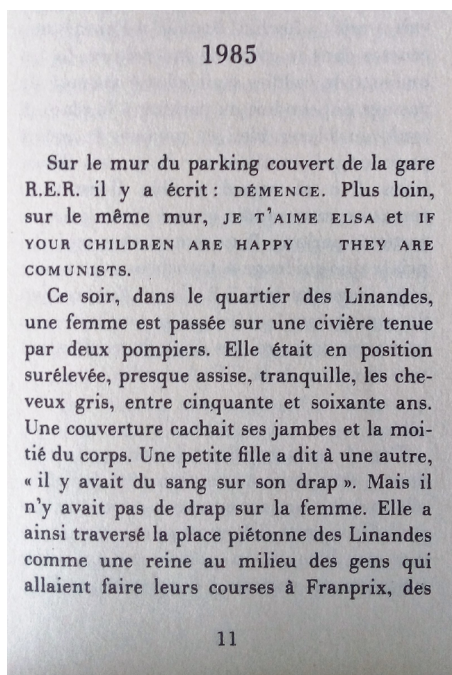 1985
Sur le mur du parking couvert de la gare
R.E.R. il y a écrit : DÉMENCE. Plus loin,
sur le même mur, JE T'AIME ELSA et IF
YOUR CHILDREN ARE HAPPY THEY ARE
COMUNISTS.
Ce soir, dans le quartier des Linandes,
une femme est passée sur une civière tenue
par deux pompiers. Elle était en position
surélevée, presque assise, tranquille, les che-
veux gris, entre cinquante et soixante ans.
Une couverture cachait ses jambes et la moi-
tié du corps. Une petite fille a dit à une autre,
« il y avait du sang sur son drap ». Mais il
n'y avait pas de drap sur la femme. Elle a
ainsi traversé la place piétonne des Linandes
comme une reine au milieu des gens qui
allaient faire leurs courses à Franprix, des
11